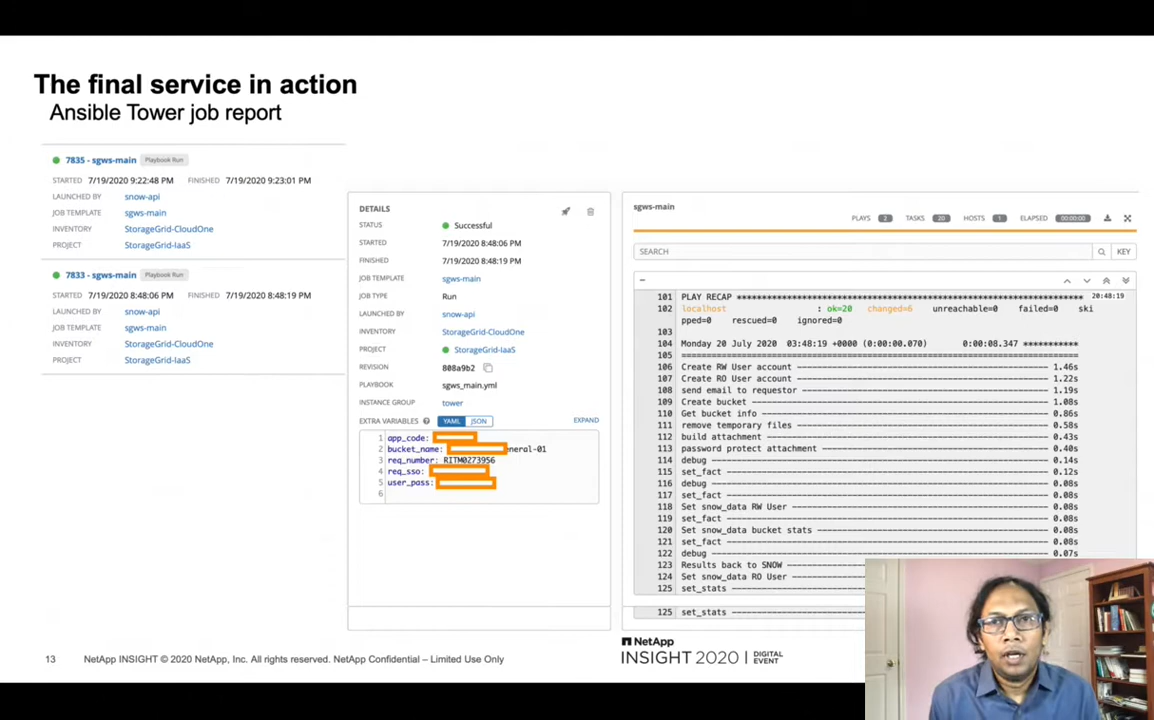 The final service in action
Ansible Tower job report
7835 - sgws-main Playbook Run
STARTED 7/19/2020 9:22:48 PM FINISHED 7/19/2020 9:23:01 PM
LAUNCHED BY snow-api
JOB TEMPLATE sgws-main
INVENTORY StorageGrid-CloudOne
PROJECT StorageGrid-IaaS
7833 - sgws-main Playbook Run
STARTED 7/19/2020 8:48:06 PM FINISHED 7/19/2020 8:48:19 PM
LAUNCHED BY snow-api
JOB TEMPLATE sgws-main
INVENTORY StorageGrid-CloudOne
PROJECT StorageGrid-IaaS
DETAILS
STATUS Successful
STARTED 7/19/2020 8:48:06 PM
FINISHED 7/19/2020 8:48:19 PM
JOB TEMPLATE sgws-main
JOB TYPE Run
LAUNCHED BY snow-api
INVENTORY StorageGrid-CloudOne
PROJECT StorageGrid-IaaS
REVISION 808a9b2
PLAYBOOK sgws_main.yml
INSTANCE GROUP tower
EXTRA VARIABLES ? YAML JSON EXPAND
1 app_code:
2 bucket_name: eneral-01
3 req_number: RITM0273956
4 req_sso:
5 user_pass:
6
sgws-main
PLAYS 2 TASKS 20 HOSTS 1 ELAPSED 00:00:00
SEARCH KEY
101 PLAY RECAP ********************************************************************* 20:48:19
102 localhost : ok=20 changed=6 unreachable=0 failed=0 ski
pped=0 rescued=0 ignored=0
103
104 Monday 20 July 2020 03:48:19 +0000 (0:00:00.070) 0:00:08.347 ***********
105 ===============================================================================
106 Create RW User account 1.46s
107 Create RO User account 1.22s
108 send email to requestor 1.19s
109 Create bucket 1.08s
110 Get bucket info 0.86s
111 remove temporary files 0.58s
112 build attachment 0.43s
113 password protect attachment 0.40s
114 debug 0.14s
115 set_fact 0.12s
116 debug 0.08s
117 set_fact 0.08s
118 Set snow_data RW User 0.08s
119 set_fact 0.08s
120 Set snow_data bucket stats 0.08s
121 set_fact 0.08s
122 debug 0.07s
123 Results back to SNOW
124 Set snow_data RO User
125 set_stats
125 set_stats
13 NetApp INSIGHT © 2020 NetApp, Inc. All rights reserved. NetApp Confidential – Limited Use Only
NetApp
INSIGHT 2020 | DIGITAL EVENT